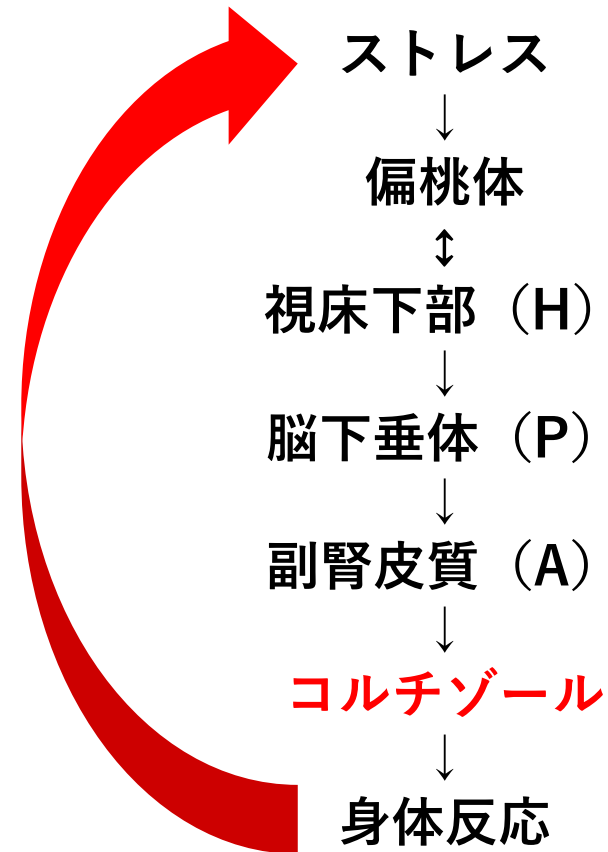 ストレス
↓
偏桃体
↕
視床下部（H）
↓
脳下垂体（P）
↓
副腎皮質（A）
↓
コルチゾール
↓
身体反応